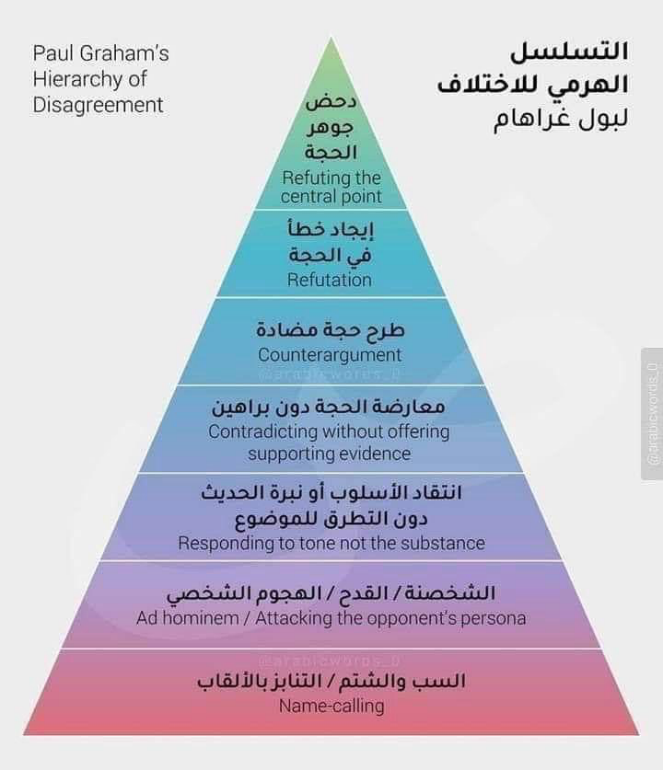 Paul Graham's
Hierarchy of
Disagreement
التسلسل
الهرمي للاختلاف
لبول غراهام
دحض
جوهر
الحجة
Refuting the
central point
إيجاد خطأ
في الحجة
Refutation
طرح حجة مضادة
Counterargument
@arabicwords_0
معارضة الحجة دون براهين
Contradicting without offering
supporting evidence
انتقاد الأسلوب أو نبرة الحديث
دون التطرق للموضوع
Responding to tone not the substance
الشخصنة / القدح / الهجوم الشخصي
Ad hominem / Attacking the opponent's persona
@arabicwords_0
السب والشتم / التنابز بالألقاب
Name-calling
@arabicwords_0